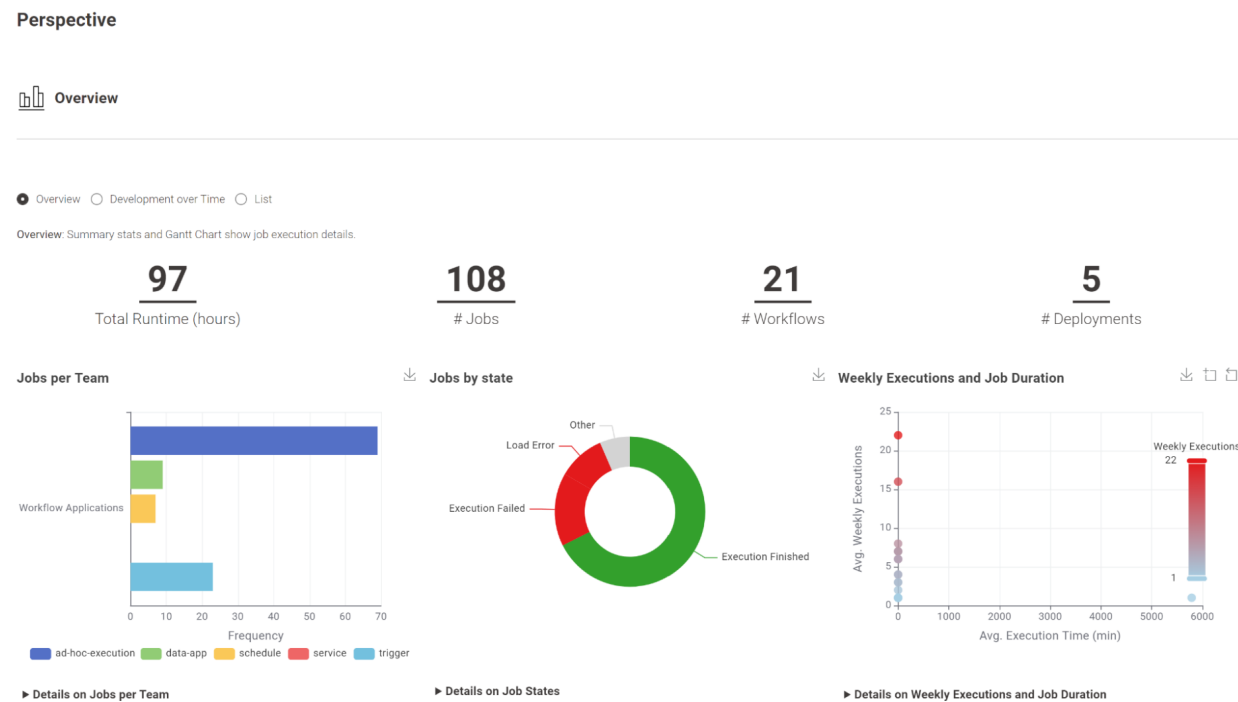 Perspective
Overview
Overview Development over Time List
Overview: Summary stats and Gantt Chart show job execution details.
97 108 21 5
Total Runtime (hours) # Jobs # Workflows # Deployments
Jobs per Team
Workflow Applications
0 10 20 30 40 50 60 70
Frequency
ad-hoc-execution data-app schedule service trigger
▶ Details on Jobs per Team
Jobs by state
Other
Load Error
Execution Failed
Execution Finished
▶ Details on Job States
Weekly Executions and Job Duration
25
20
15
10
5
0
Avg. Weekly Executions
0 1000 2000 3000 4000 5000 6000
Avg. Execution Time (min)
Weekly Executions
22
1
▶ Details on Weekly Executions and Job Duration